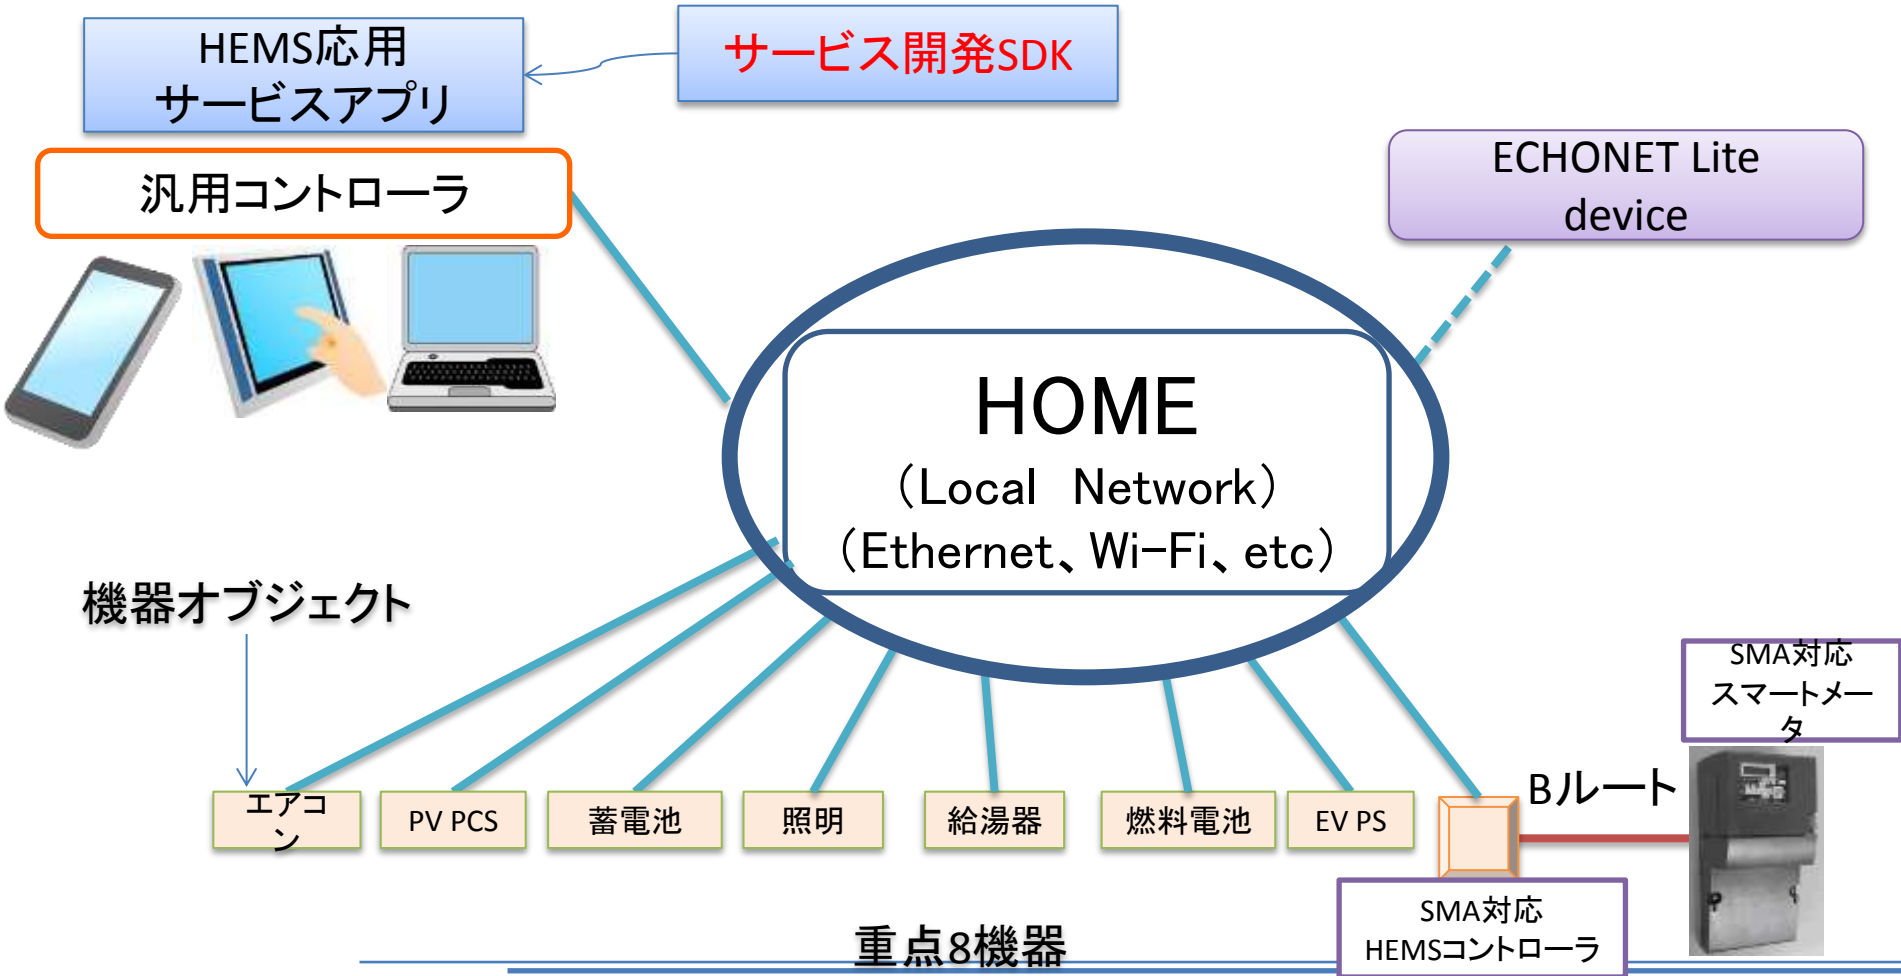 HEMS応用
サービスアプリ
サービス開発SDK
汎用コントローラ
ECHONET Lite
device
HOME
（Local　Network）
（Ethernet、Wi-Fi、etc）
機器オブジェクト
SMA対応
スマートメー
タ
Bルート
エアコ
ン
PV PCS
蓄電池
照明
給湯器
燃料電池
EV PS
SMA対応
HEMSコントローラ
重点8機器